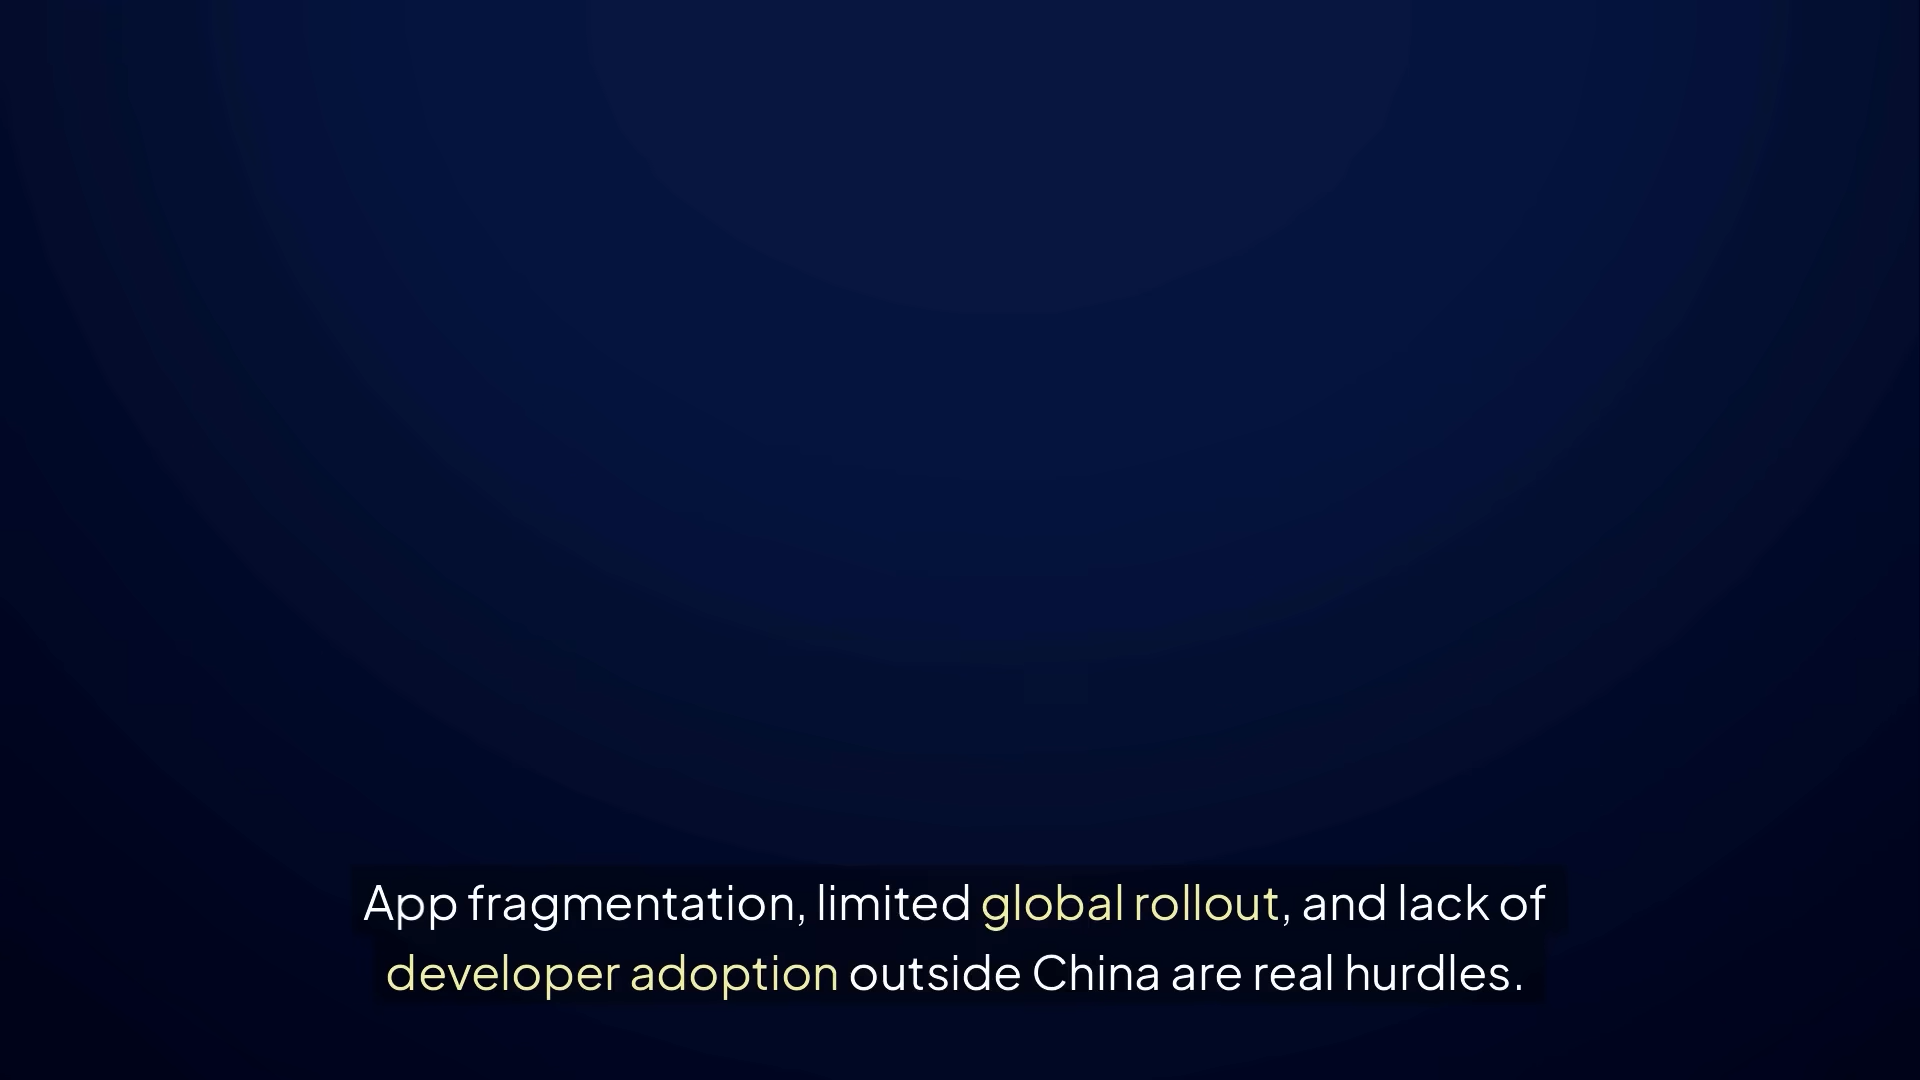 App fragmentation, limited global rollout, and lack of
developer adoption outside China are real hurdles.